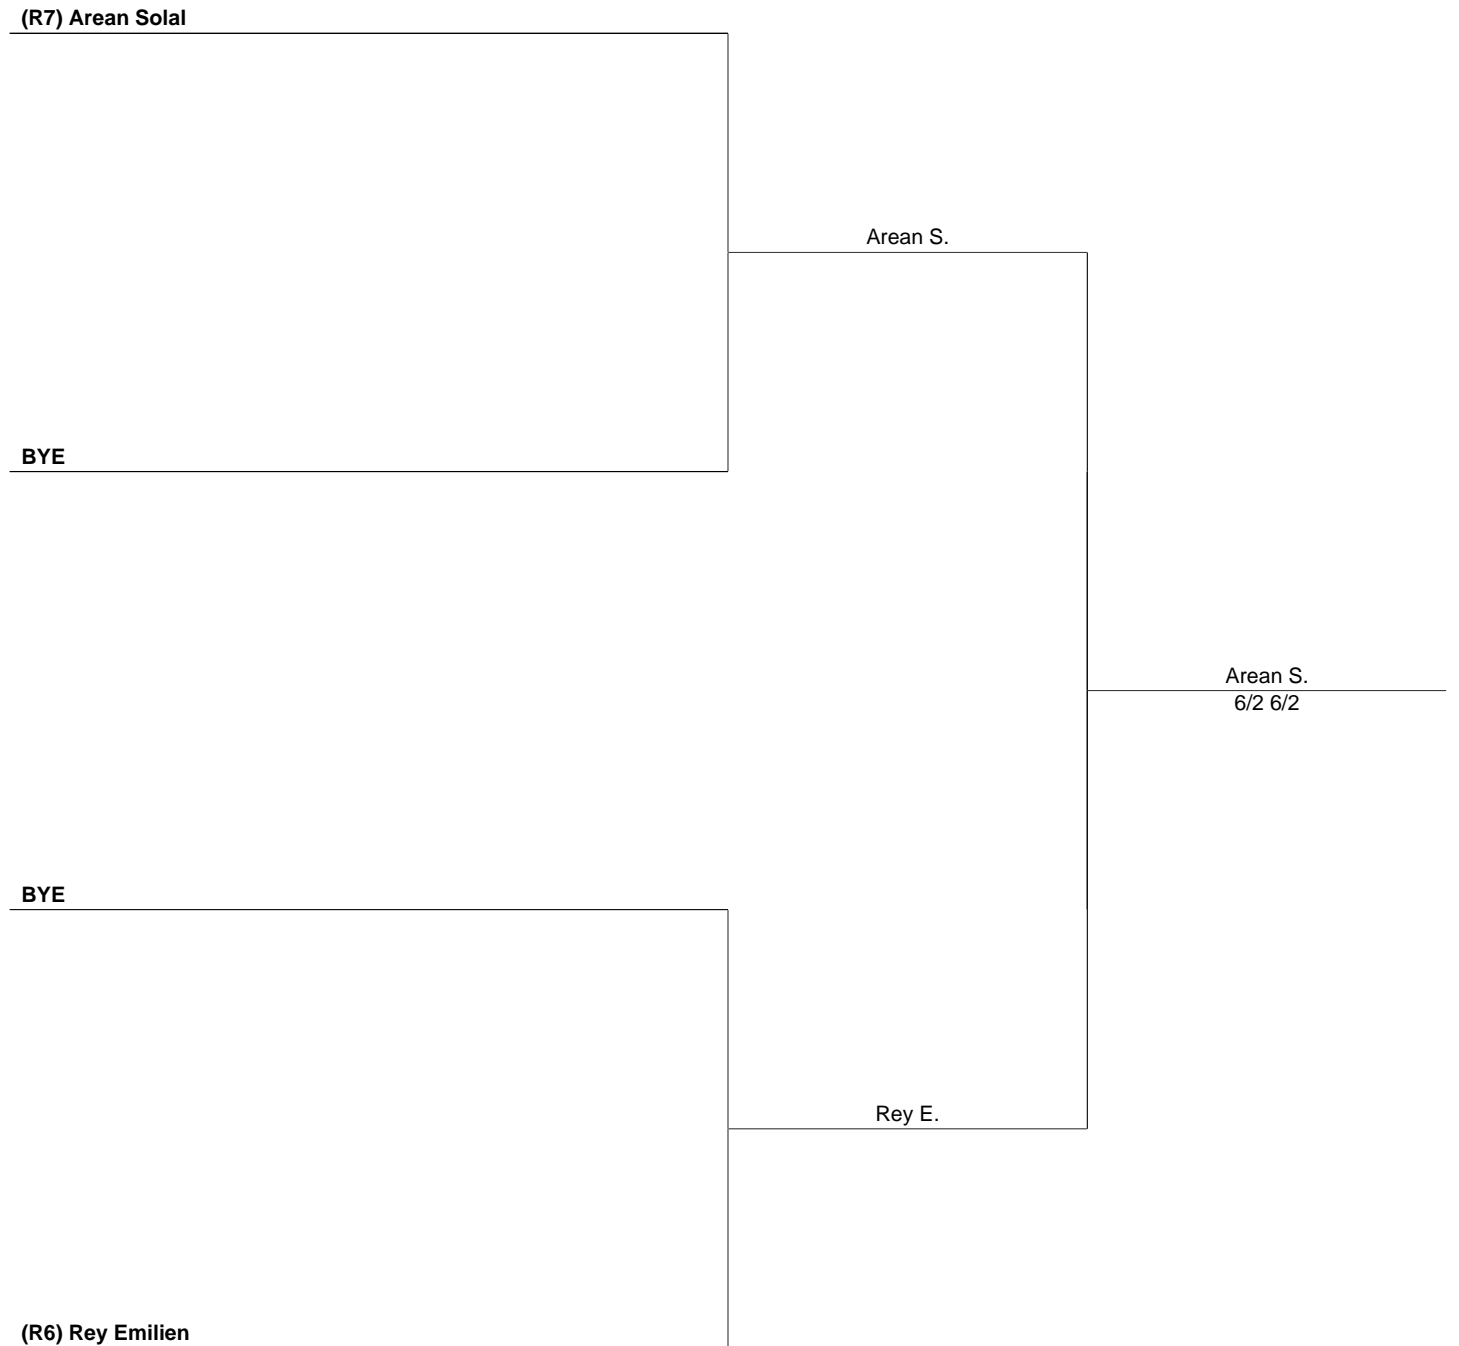 (R7) Arean Solal
Arean S.
BYE
Arean S.
6/2 6/2
BYE
Rey E.
(R6) Rey Emilien